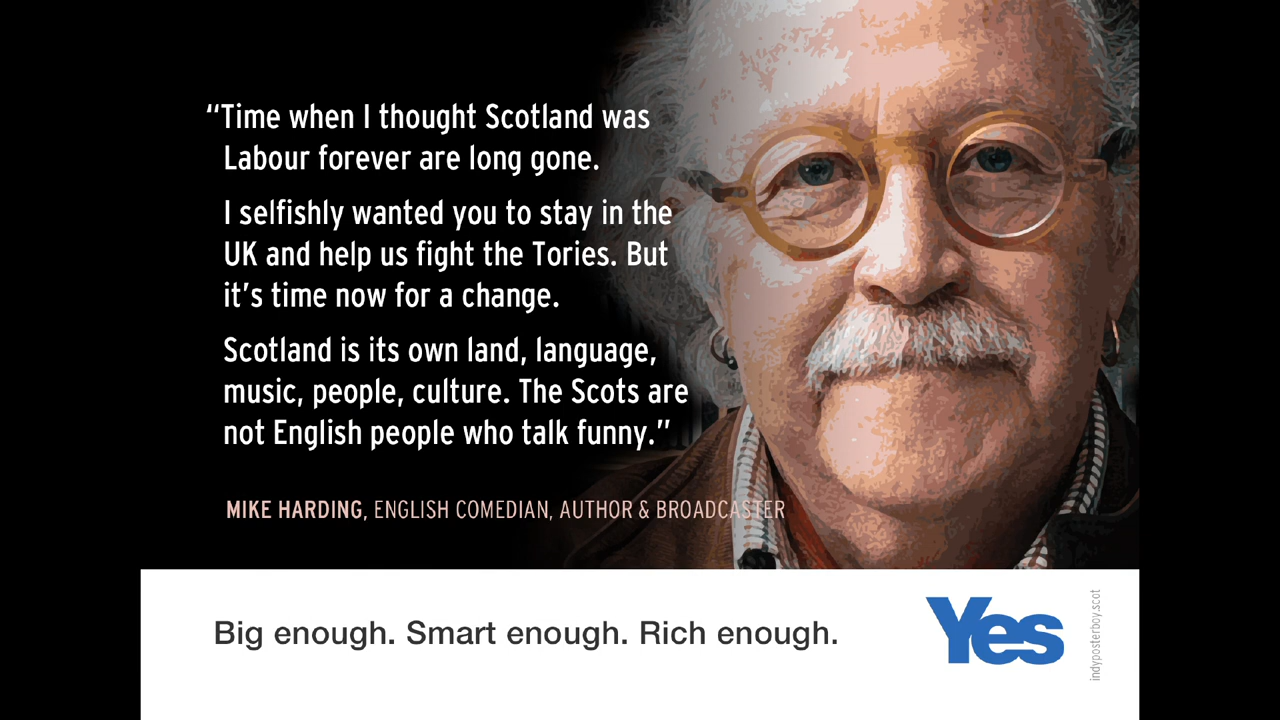 “Time when I thought Scotland was
Labour forever are long gone.
I selfishly wanted you to stay in the
UK and help us fight the Tories. But
it’s time now for a change.
Scotland is its own land, language,
music, people, culture. The Scots are
not English people who talk funny.”
MIKE HARDING, ENGLISH COMEDIAN, AUTHOR & BROADCASTER
Big enough. Smart enough. Rich enough.
Yes
indyposterboy.scot